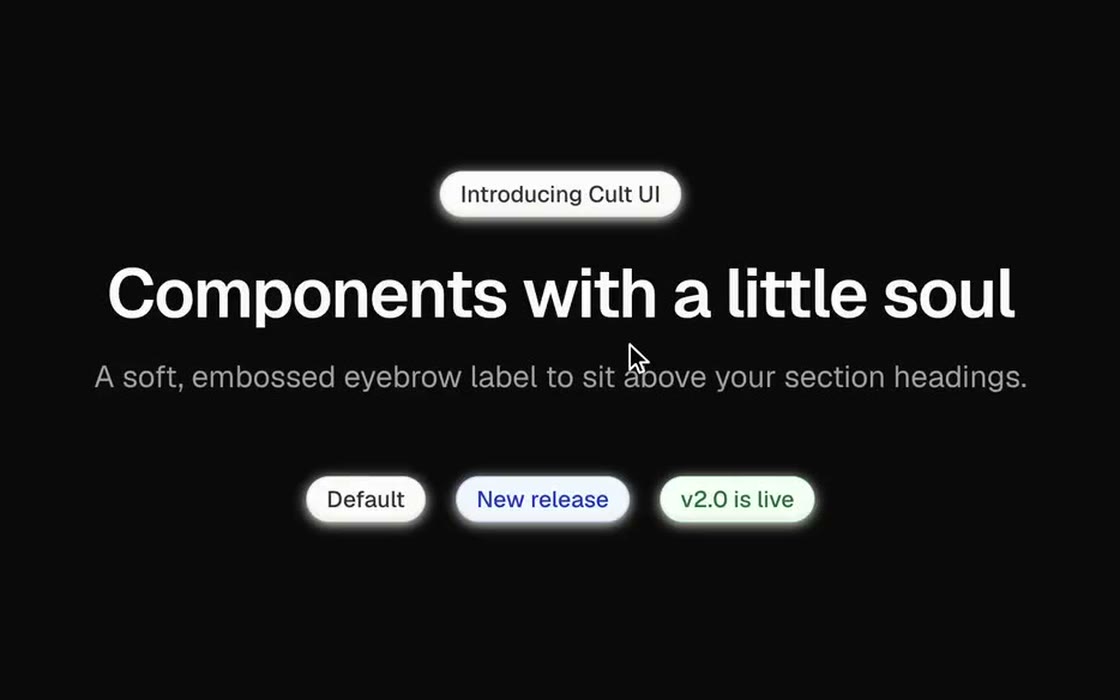 Introducing Cult UI
Components with a little soul
A soft, embossed eyebrow label to sit above your section headings.
Default
New release
v2.0 is live